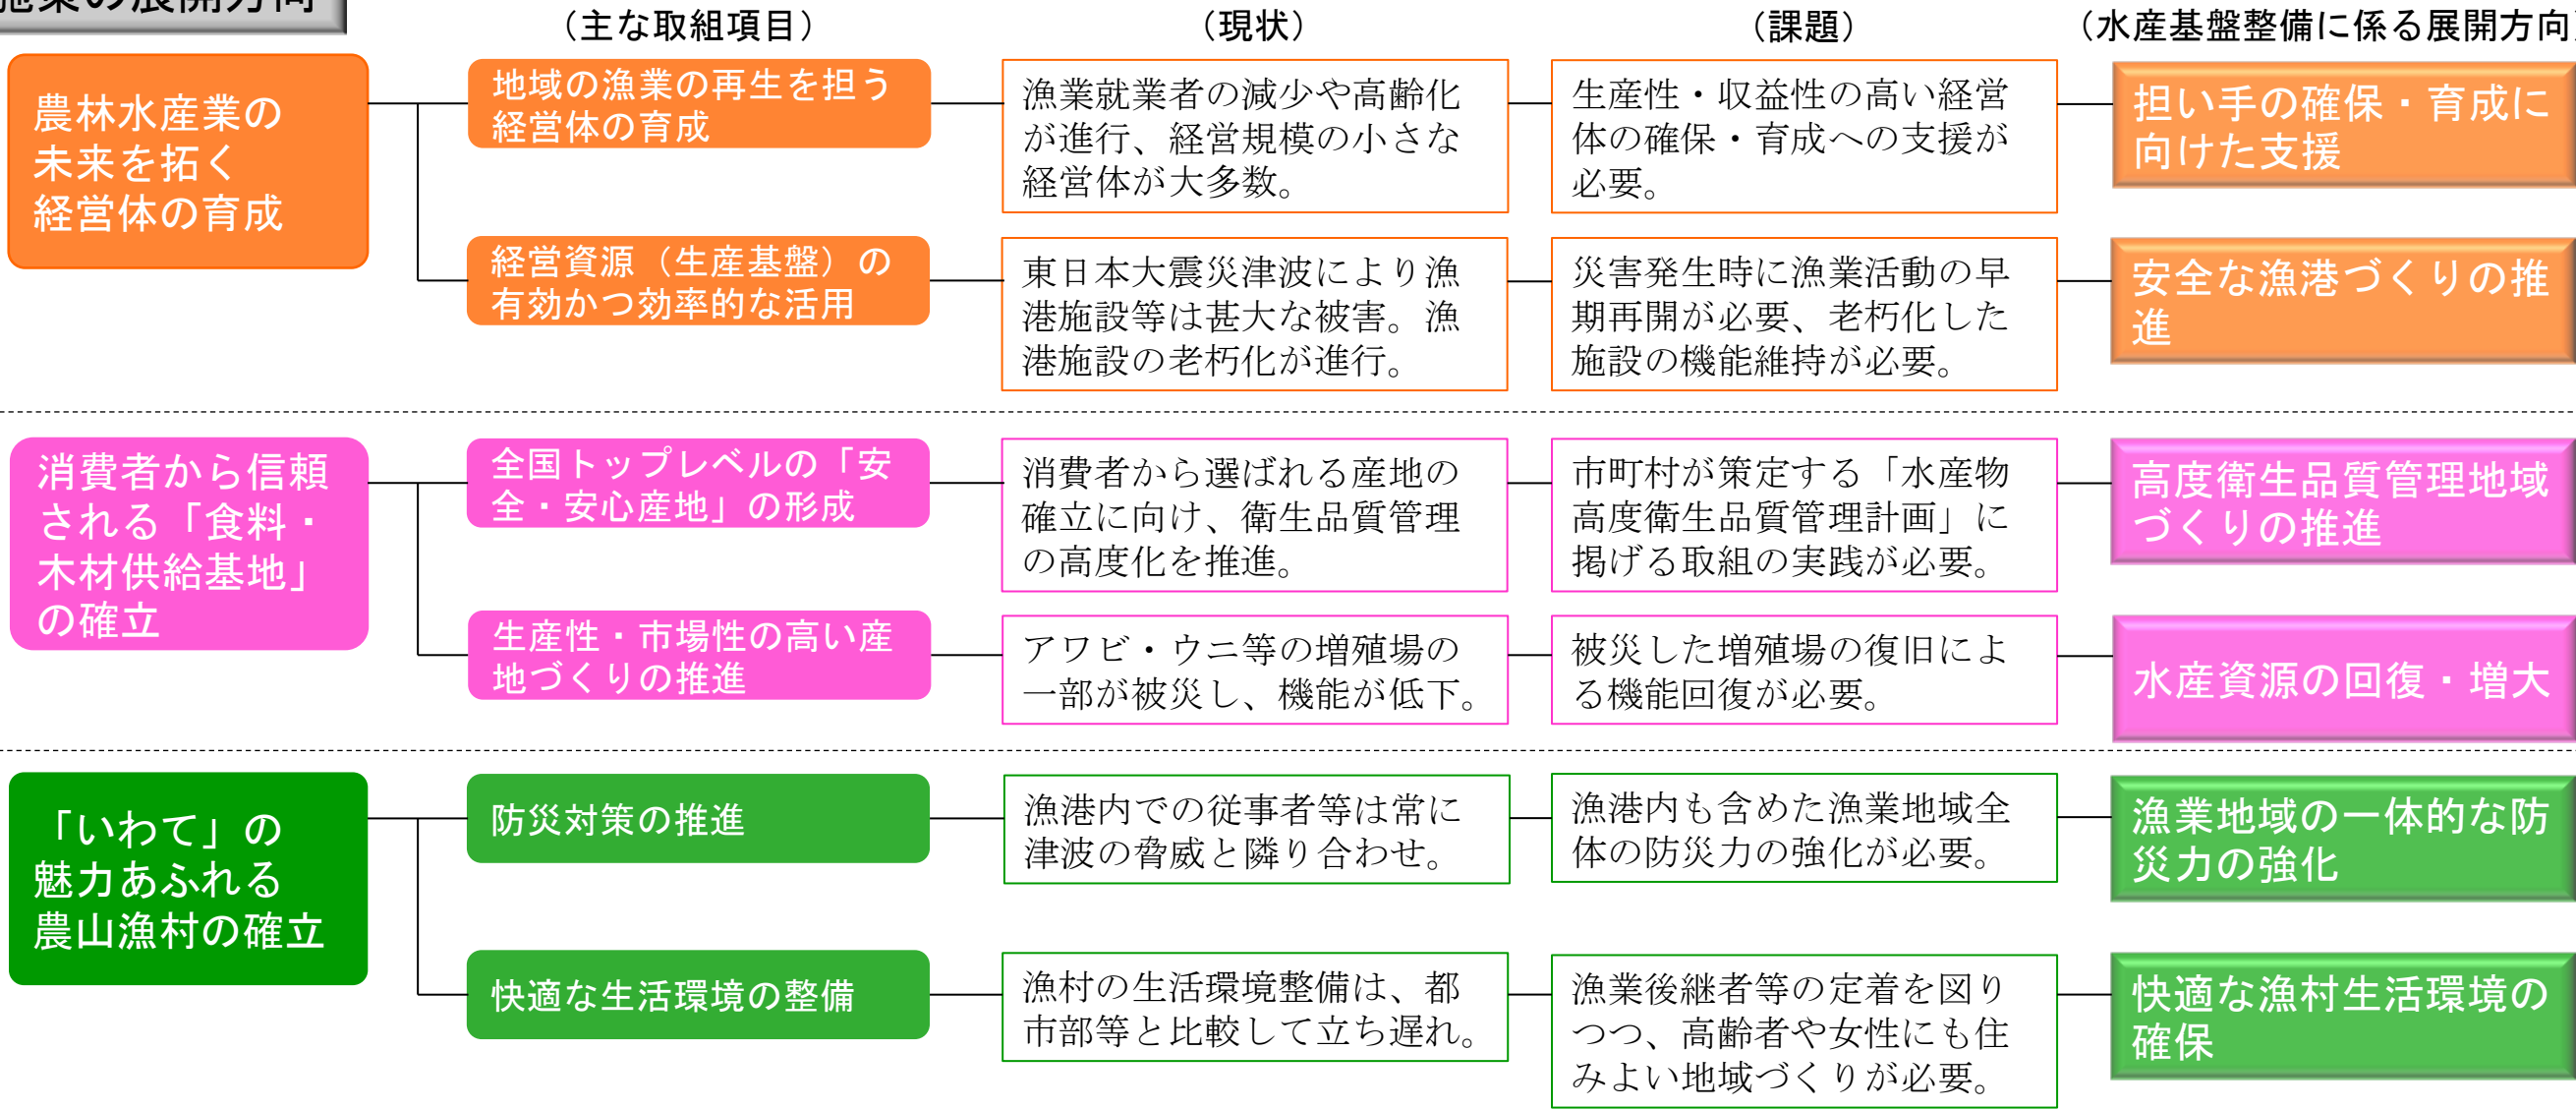 施策の展開方向
（主な取組項目）
（現状）
（課題）
（水産基盤整備に係る展開方向）
農林水産業の
未来を拓く
経営体の育成
地域の漁業の再生を担う
経営体の育成
漁業就業者の減少や高齢化
が進行、経営規模の小さな
経営体が大多数。
生産性・収益性の高い経営
体の確保・育成への支援が
必要。
担い手の確保・育成に
向けた支援
経営資源（生産基盤）の
有効かつ効率的な活用
東日本大震災津波により漁
港施設等は甚大な被害。漁
港施設の老朽化が進行。
災害発生時に漁業活動の早
期再開が必要、老朽化した
施設の機能維持が必要。
安全な漁港づくりの推
進
消費者から信頼
される「食料・
木材供給基地」
の確立
全国トップレベルの「安
全・安心産地」の形成
消費者から選ばれる産地の
確立に向け、衛生品質管理
の高度化を推進。
市町村が策定する「水産物
高度衛生品質管理計画」に
掲げる取組の実践が必要。
高度衛生品質管理地域
づくりの推進
生産性・市場性の高い産
地づくりの推進
アワビ・ウニ等の増殖場の
一部が被災し、機能が低下。
被災した増殖場の復旧によ
る機能回復が必要。
水産資源の回復・増大
「いわて」の
魅力あふれる
農山漁村の確立
防災対策の推進
漁港内での従事者等は常に
津波の脅威と隣り合わせ。
漁港内も含めた漁業地域全
体の防災力の強化が必要。
漁業地域の一体的な防
災力の強化
快適な生活環境の整備
漁村の生活環境整備は、都
市部等と比較して立ち遅れ。
漁業後継者等の定着を図り
つつ、高齢者や女性にも住
みよい地域づくりが必要。
快適な漁村生活環境の
確保